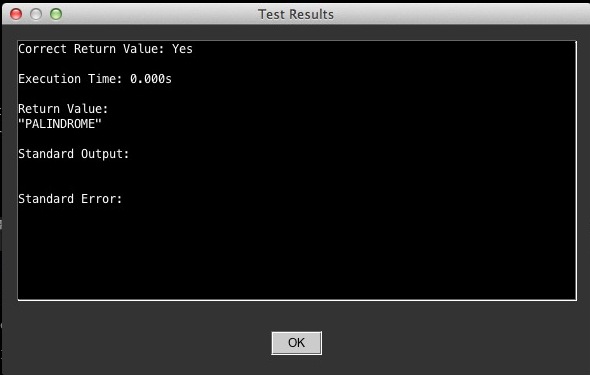 Test Results
Correct Return Value: Yes
Execution Time: 0.000s
Return Value:
"PALINDROME"
Standard Output:
Standard Error:
OK